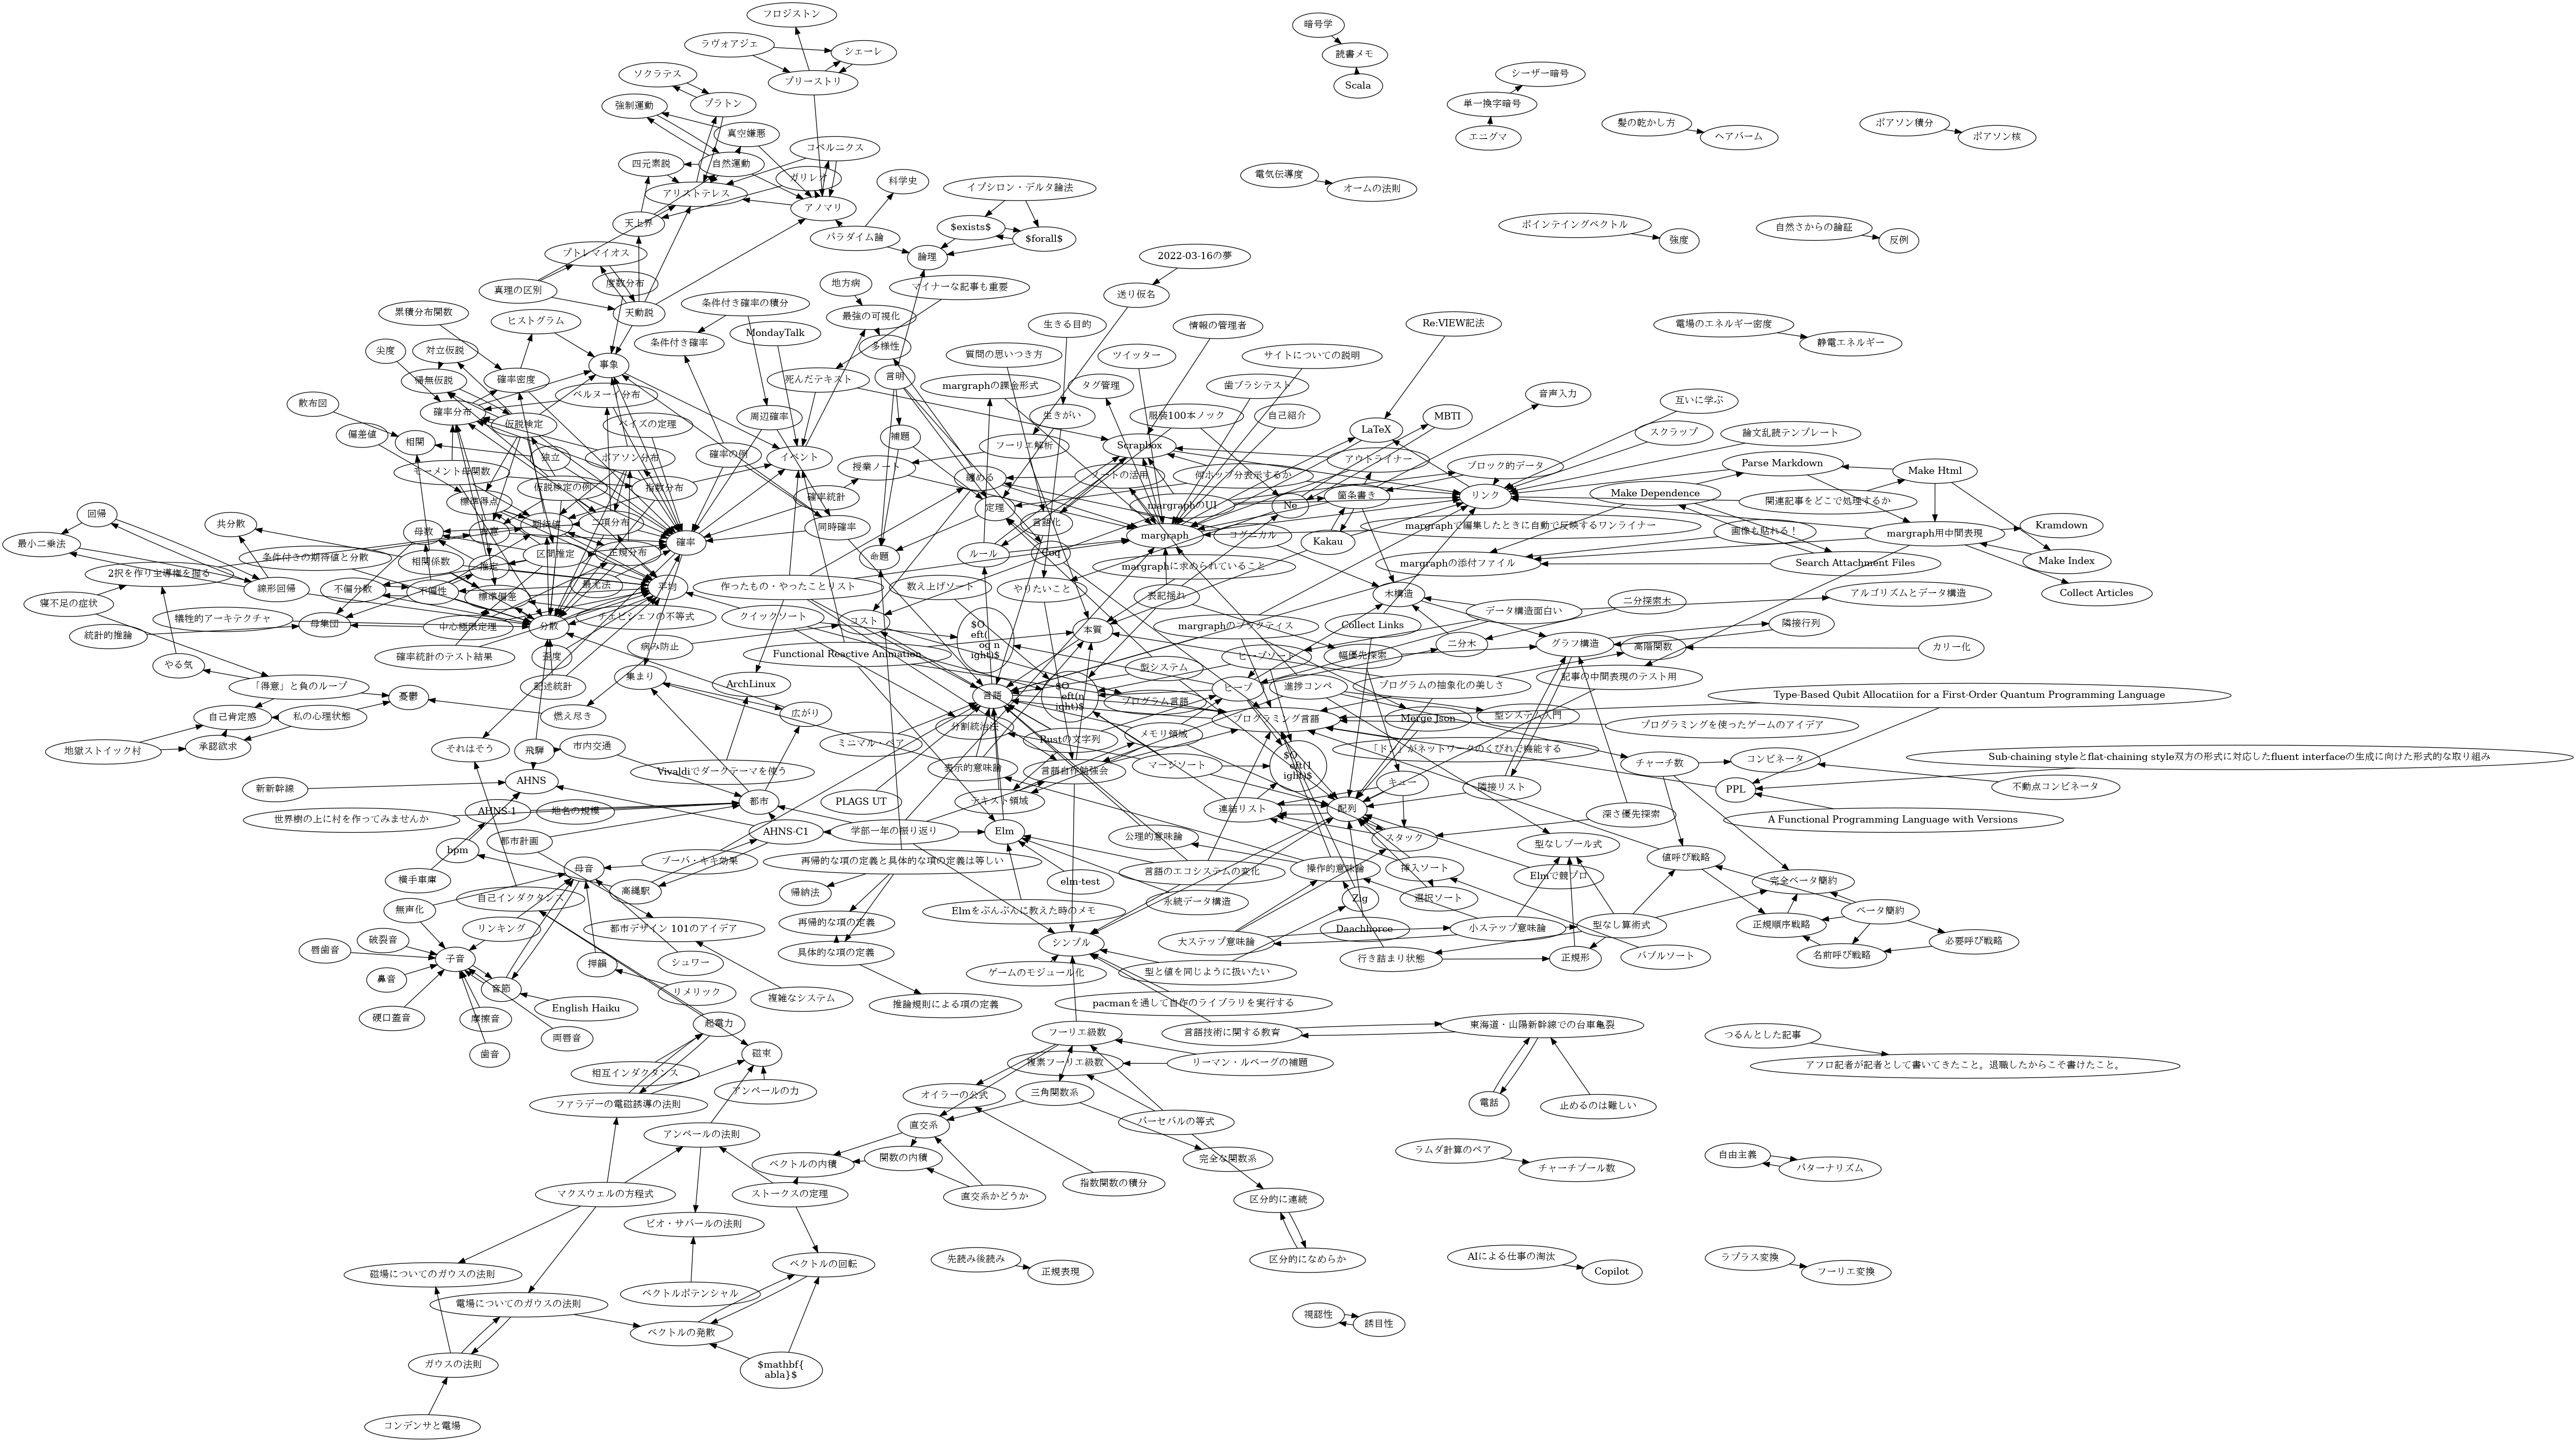 フロジストン
暗号学
ラヴォアジェ
シェーレ
読書メモ
ソクラテス
プリーストリ
Scala
シーザー暗号
強制運動
プラトン
単一換字暗号
真空嫌悪
エニグマ
髪の乾かし方
ヘアバーム
ポアソン積分
ポアソン核
コペルニクス
四元素説
自然運動
ガリレオ
科学史
イプシロン・デルタ論法
電気伝導度
オームの法則
アリストテレス
アノマリ
天上界
パラダイム論
$exists$
$forall$
ポインテイングベクトル
強度
自然さからの論証
反例
プトレマイオス
論理
2022-03-16の夢
真理の区別
度数分布
地方病
マイナーな記事も重要
送り仮名
天動説
条件付き確率の積分
累積分布関数
ヒストグラム
MondayTalk
最強の可視化
生きる目的
情報の管理者
Re:VIEW記法
電場のエネルギー密度
静電エネルギー
条件付き確率
多様性
尖度
対立仮説
事象
質問の思いつき方
ツイッター
サイトについての説明
帰無仮説
確率密度
死んだテキスト
言明
margraphの課金形式
タグ管理
歯ブラシテスト
音声入力
ベルヌーイ分布
散布図
確率分布
周辺確率
生きがい
服装100本ノック
自己紹介
MBTI
互いに学ぶ
仮説検定
ベイズの定理
LaTeX
偏差値
相関
補題
フーリエ解析
Scrapbox
スクラップ
論文乱読テンプレート
独立
ポアソン分布
確率の例
イベント
授業ノート
アウトライナー
ブロック的データ
Parse Markdown
Make Html
モーメント母関数
仮説検定の例
指数分布
纏める
ノートの活用
何ホップ分表示するか
標準得点
確率統計
定理
margraphのUI
Ne
箇条書き
リンク
Make Dependence
関連記事をどこで処理するか
回帰
共分散
母数
期待値
二項分布
同時確率
言語化
margraphで編集したときに自動で反映するワンライナー
画像も貼れる！
margraph用中間表現
Kramdown
最小二乗法
条件付きの期待値と分散
区間推定
正規分布
確率
命題
ルール
Coq
margraph
コグニカル
Kakau
margraphの添付ファイル
Search Attachment Files
Make Index
2択を作り主導権を握る
相関係数
推定
margraphに求められていること
線形回帰
不偏分散
不偏性
標準偏差
最尤法
平均
作ったもの・やったことリスト
数え上げソート
やりたいこと
表記揺れ
木構造
データ構造面白い
二分探索木
アルゴリズムとデータ構造
Collect Articles
寝不足の症状
犠牲的アーキテクチャ
母集団
中心極限定理
分散
チェビシェフの不等式
クイックソート
コスト
$O
eft(
og n
ight)$
本質
margraphのプラクティス
Collect Links
隣接行列
統計的推論
確率統計のテスト結果
病み防止
Functional Reactive Animation
ヒープソート
幅優先探索
二分木
グラフ構造
高階関数
カリー化
やる気
型システム
集まり
ArchLinux
記事の中間表現のテスト用
「得意」と負のループ
憂鬱
記述統計
言語
$O
eft(n
ight)$
プログラム言語
ヒープ
進捗コンペ
プログラムの抽象化の美しさ
Type-Based Qubit Allocatiion for a First-Order Quantum Programming Language
自己肯定感
私の心理状態
燃え尽き
広がり
分割統治法
プログラミング言語
Merge Json
型システム入門
プログラミングを使ったゲームのアイデア
地獄ストイック村
承認欲求
それはそう
飛騨
市内交通
ミニマル・ペア
Rustの文字列
メモリ領域
「ドン」がネットワークのくびれで機能する
Sub-chaining styleとflat-chaining style双方の形式に対応したfluent interfaceの生成に向けた形式的な取り組み
Vivaldiでダークテーマを使う
表示的意味論
言語自作勉強会
マージソート
$O
eft(1
ight)$
チャーチ数
コンビネータ
新新幹線
AHNS
キュー
隣接リスト
PPL
不動点コンビネータ
世界樹の上に村を作ってみませんか
AHNS-1
地名の規模
都市
PLAGS UT
テキスト領域
連結リスト
配列
深さ優先探索
A Functional Programming Language with Versions
bpm
都市計画
AHNS-C1
学部一年の振り返り
Elm
公理的意味論
スタック
型なしブール式
値呼び戦略
横手車庫
母音
ブーバ・キキ効果
再帰的な項の定義と具体的な項の定義は等しい
言語のエコシステムの変化
操作的意味論
挿入ソート
Elmで競プロ
完全ベータ簡約
高縄駅
帰納法
elm-test
自己インダクタンス
永続データ構造
Zig
選択ソート
無声化
Elmをぶんぶんに教えた時のメモ
ベータ簡約
リンキング
都市デザイン 101のアイデア
再帰的な項の定義
Daachhorce
小ステップ意味論
型なし算術式
正規順序戦略
破裂音
唇歯音
シンプル
大ステップ意味論
必要呼び戦略
子音
押韻
シュワー
具体的な項の定義
行き詰まり状態
正規形
バブルソート
名前呼び戦略
鼻音
音節
ゲームのモジュール化
型と値を同じように扱いたい
リメリック
複雑なシステム
推論規則による項の定義
pacmanを通して自作のライブラリを実行する
English Haiku
硬口蓋音
摩擦音
起電力
フーリエ級数
言語技術に関する教育
東海道・山陽新幹線での台車亀裂
つるんとした記事
両唇音
歯音
磁束
複素フーリエ級数
リーマン・ルベーグの補題
アフロ記者が記者として書いてきたこと。退職したからこそ書けたこと。
相互インダクタンス
アンペールの力
オイラーの公式
三角関数系
ファラデーの電磁誘導の法則
電話
止めるのは難しい
直交系
パーセバルの等式
アンペールの法則
ラムダ計算のペア
チャーチブール数
自由主義
パターナリズム
ベクトルの内積
関数の内積
完全な関数系
指数関数の積分
マクスウェルの方程式
ストークスの定理
直交系かどうか
区分的に連続
ビオ・サバールの法則
ベクトルの回転
先読み後読み
正規表現
区分的になめらか
AIによる仕事の淘汰
Copilot
ラプラス変換
フーリエ変換
磁場についてのガウスの法則
ベクトルポテンシャル
電場についてのガウスの法則
ベクトルの発散
視認性
誘目性
ガウスの法則
$mathbf{
abla}$
コンデンサと電場